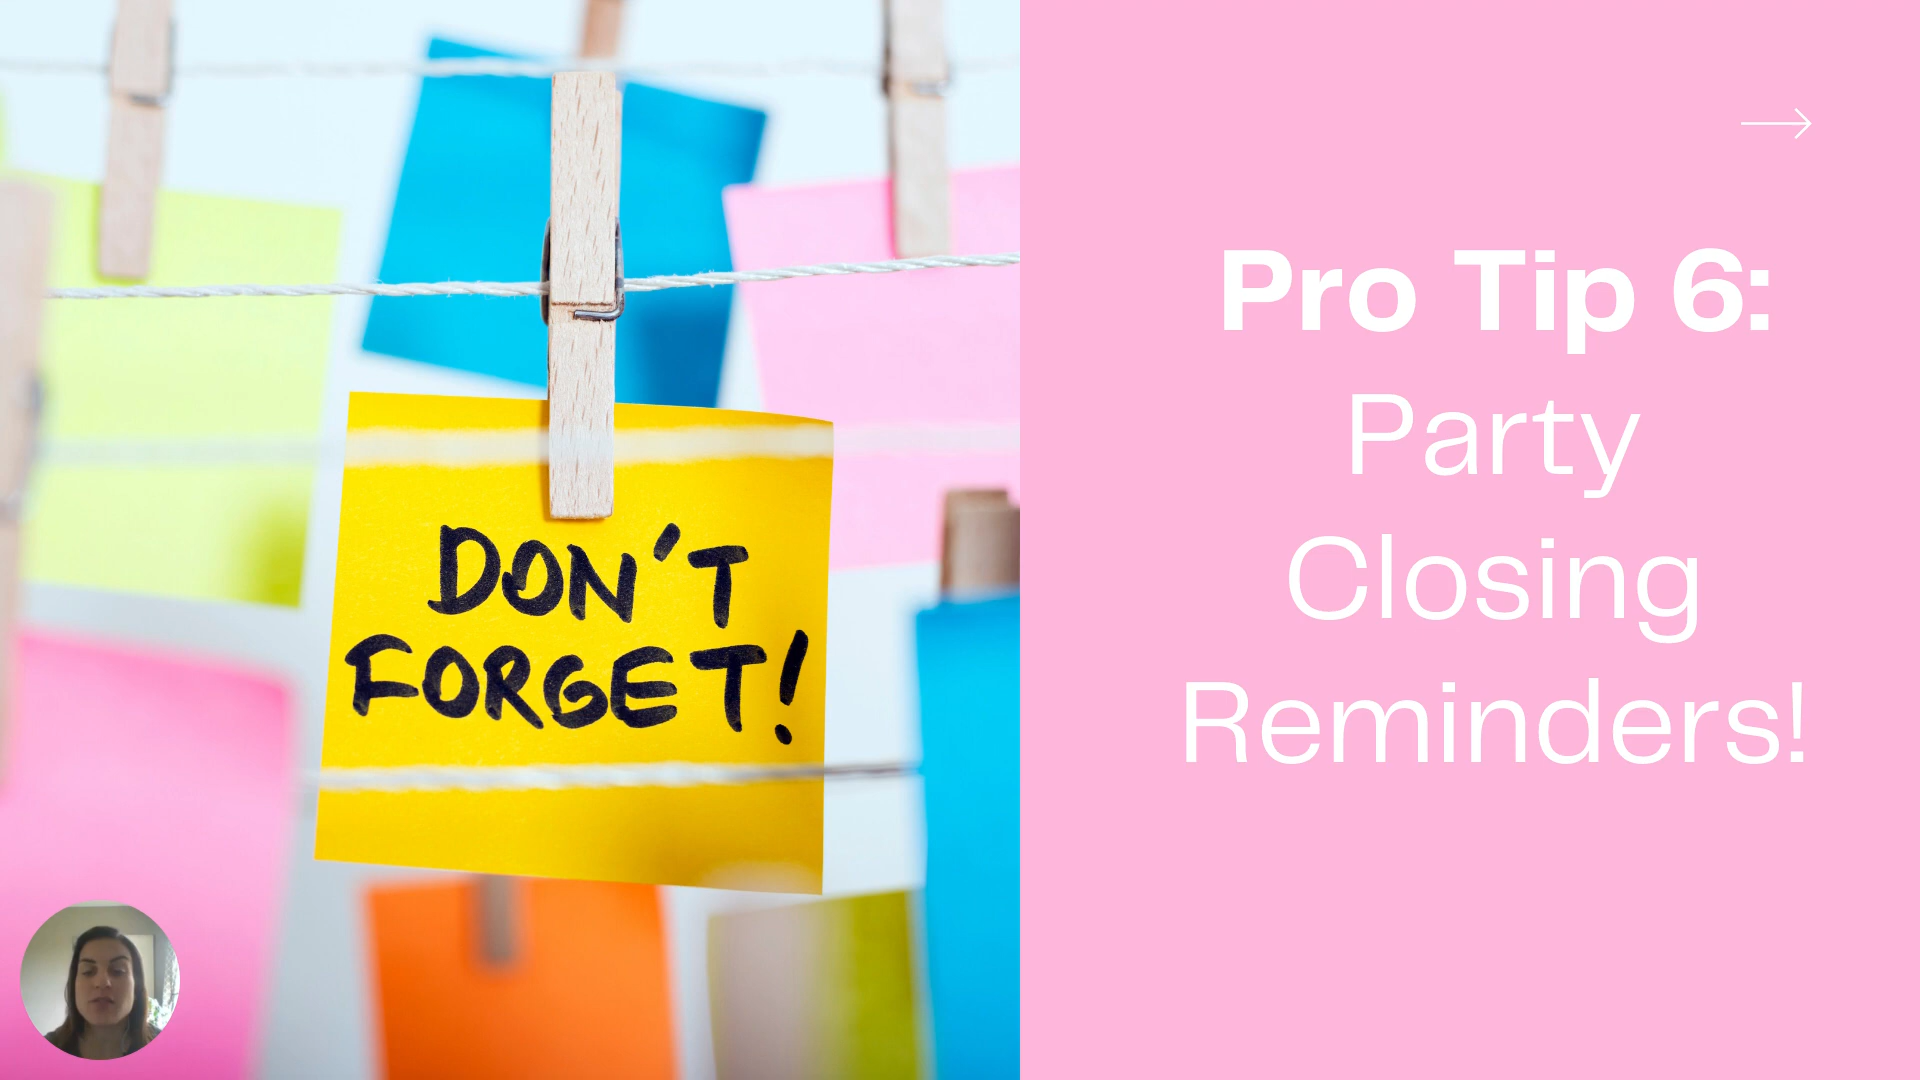 DON'T
FORGET!
Pro Tip 6:
Party
Closing
Reminders!